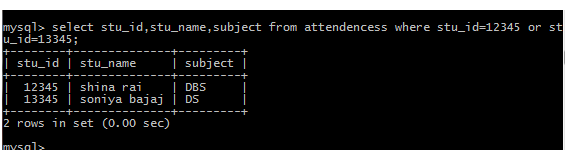 mysql> select stu_id,stu_name,subject from attendencess where stu_id=12345 or st
u_id=13345;
+--------+--------------+---------+
| stu_id | stu_name     | subject |
+--------+--------------+---------+
|  12345 | shina rai    | DBS     |
|  13345 | soniya bajaj | DS      |
+--------+--------------+---------+
2 rows in set (0.00 sec)
mysql>